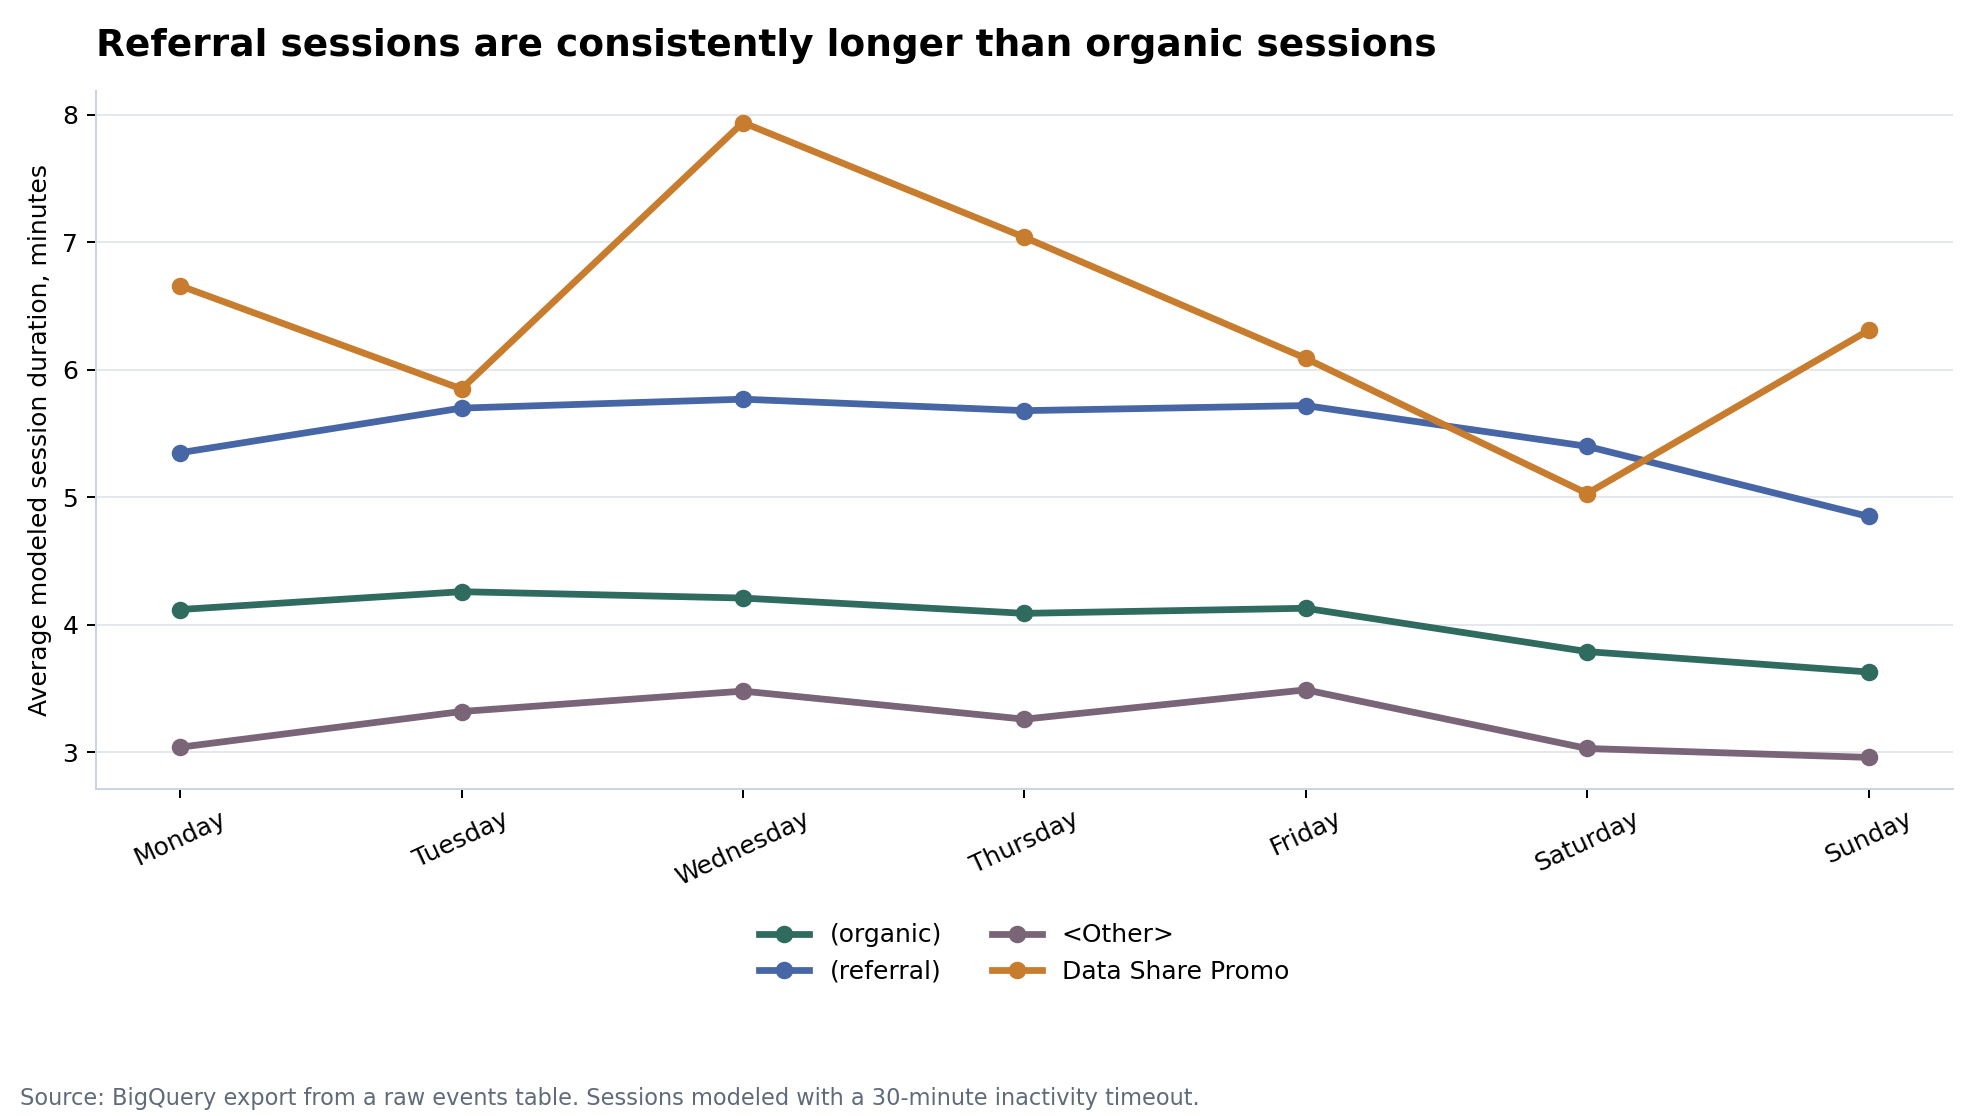 Referral sessions are consistently longer than organic sessions
Average modeled session duration, minutes
8
7
6
5
4
3
Monday
Tuesday
Wednesday
Thursday
Friday
Saturday
Sunday
(organic)
(referral)
<Other>
Data Share Promo
Source: BigQuery export from a raw events table. Sessions modeled with a 30-minute inactivity timeout.